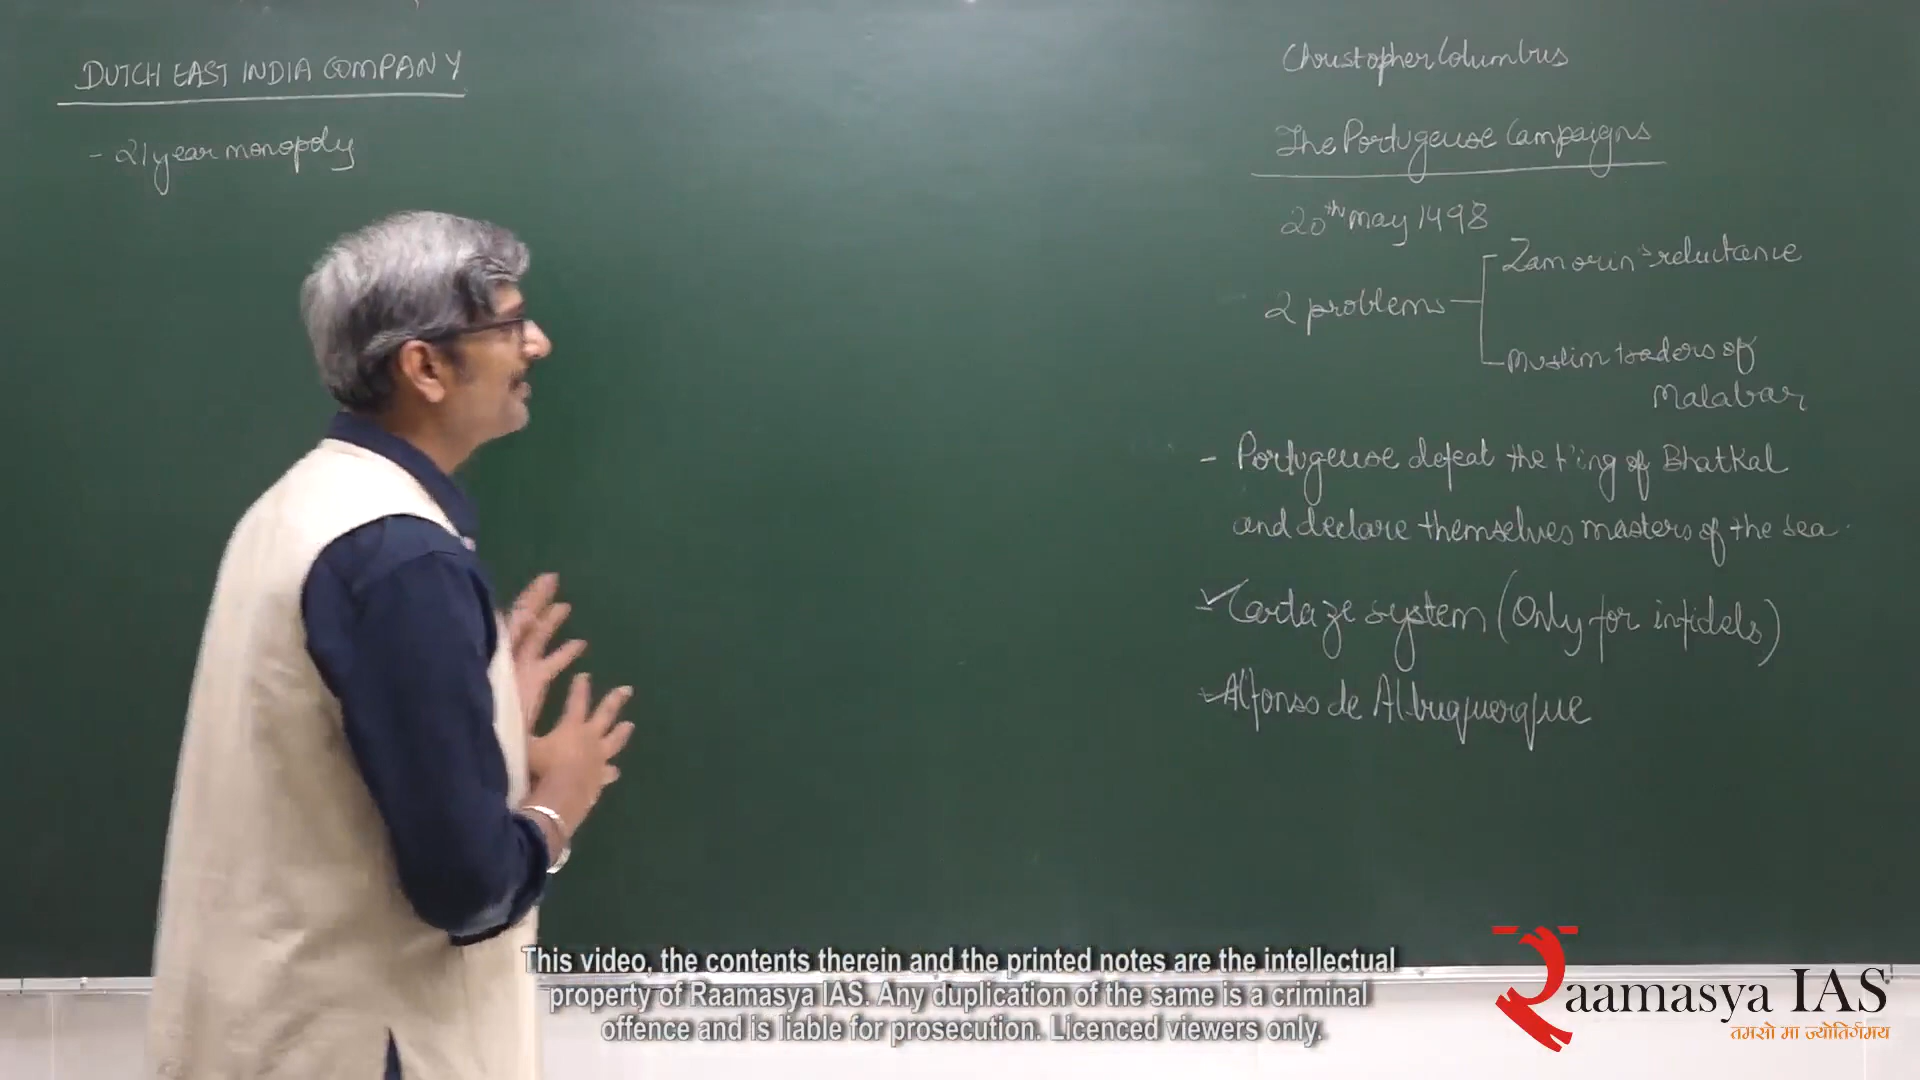 DUTCH EAST INDIA COMPANY
- 21 year monopoly
Christopher Columbus
The Portugeuse Campaigns
20th May 1498
2 problems
Zamorin's reluctance
Muslim traders of
Malabar
- Portugeuse defeat the king of Bhatkal
and declare themselves masters of the sea.
Cartaze system (Only for infidels)
Alfonso de Albuquerque
This video, the contents therein and the printed notes are the intellectual
property of Raamasya IAS. Any duplication of the same is a criminal
offence and is liable for prosecution. Licenced viewers only.
Raamasya IAS
तमसो मा ज्योतिर्गमय